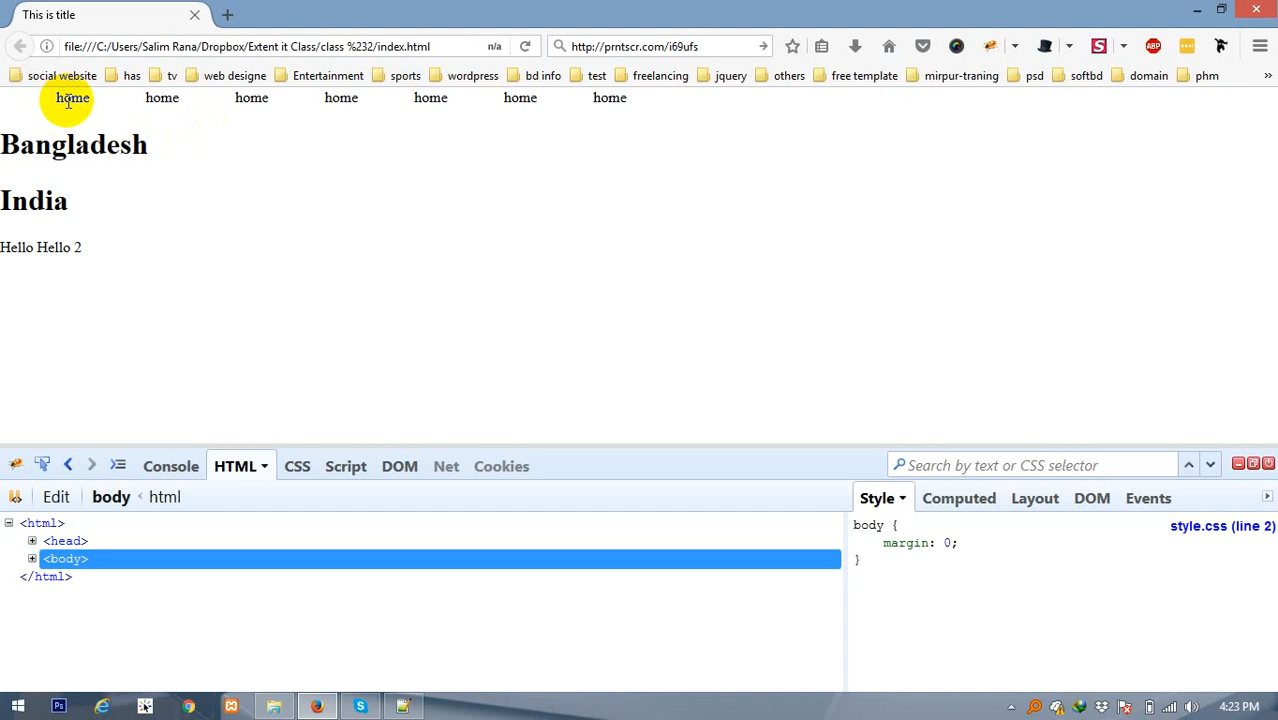 This is title
file:///C:/Users/Salim Rana/Dropbox/Extent it Class/class %232/index.html n/a http://prntscr.com/i69ufs ABP
social website has tv web designe Entertainment sports wordpress bd info test freelancing jquery others free template mirpur-traning psd softbd domain phm »
home home home home home home home
Bangladesh
India
Hello Hello 2
Console HTML CSS Script DOM Net Cookies Search by text or CSS selector
Edit body html Style Computed Layout DOM Events
<html>
<head>
<body>
</html>
body { style.css (line 2)
margin: 0;
}
4:23 PM